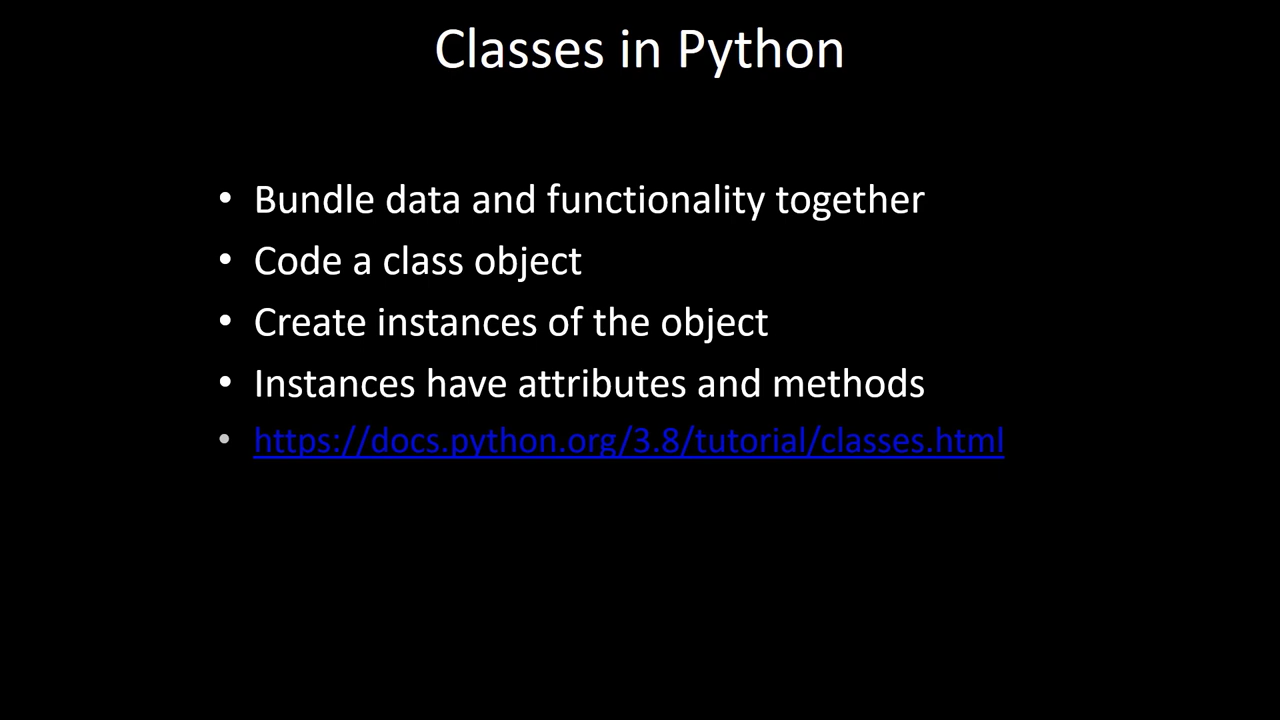 Classes in Python
• Bundle data and functionality together
• Code a class object
• Create instances of the object
• Instances have attributes and methods
• https://docs.python.org/3.8/tutorial/classes.html